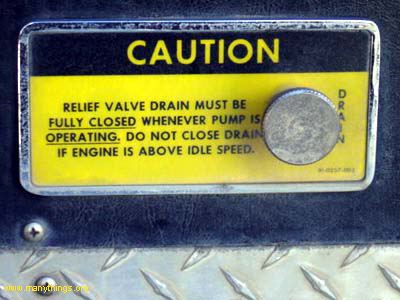 CAUTION
RELIEF VALVE DRAIN MUST BE
FULLY CLOSED WHENEVER PUMP IS
OPERATING. DO NOT CLOSE DRAIN
IF ENGINE IS ABOVE IDLE SPEED.
DRAIN
www.manythings.org